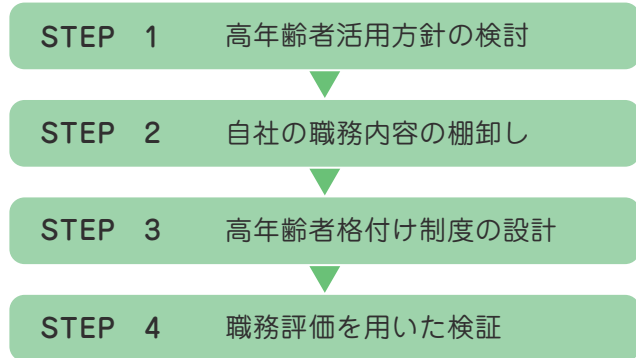 STEP 1 高年齢者活用方針の検討
STEP 2 自社の職務内容の棚卸し
STEP 3 高年齢者格付け制度の設計
STEP 4 職務評価を用いた検証